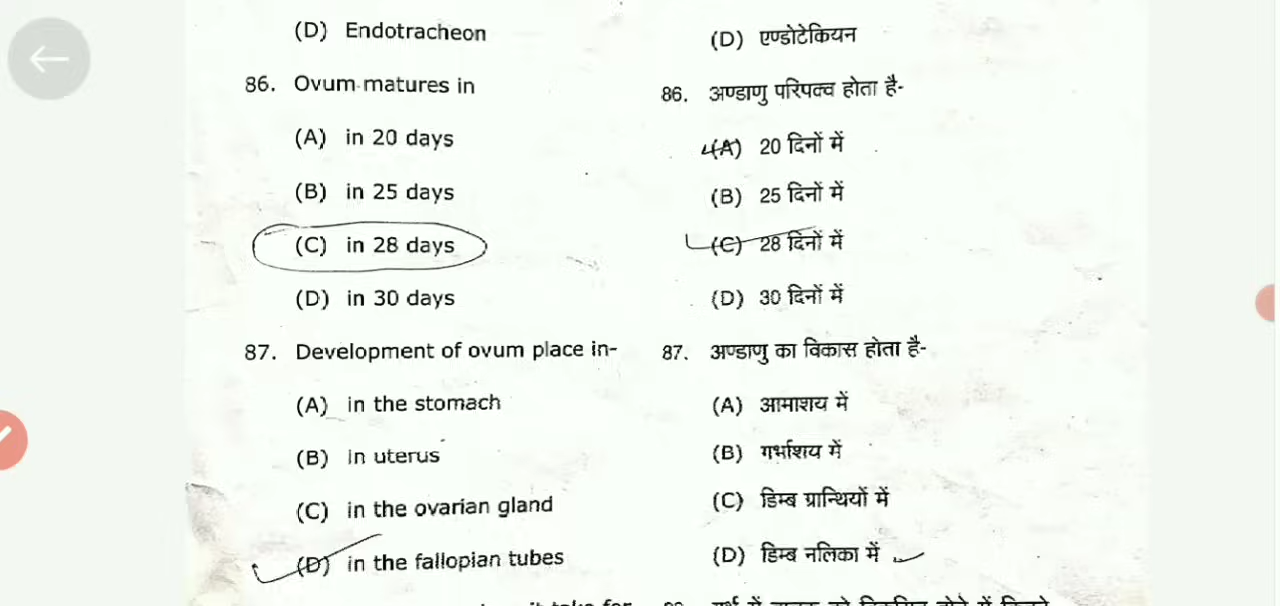 (D) Endotracheon
86. Ovum matures in
(A) in 20 days
(B) in 25 days
(C) in 28 days
(D) in 30 days
87. Development of ovum place in-
(A) in the stomach
(B) in uterus
(C) in the ovarian gland
(D) in the fallopian tubes
(D) एण्डोटेकियन
86. अण्डाणु परिपक्व होता है-
(A) 20 दिनों में
(B) 25 दिनों में
(C) 28 दिनों में
(D) 30 दिनों में
87. अण्डाणु का विकास होता है-
(A) आमाशय में
(B) गर्भाशय में
(C) डिम्ब ग्रान्थियों में
(D) डिम्ब नलिका में